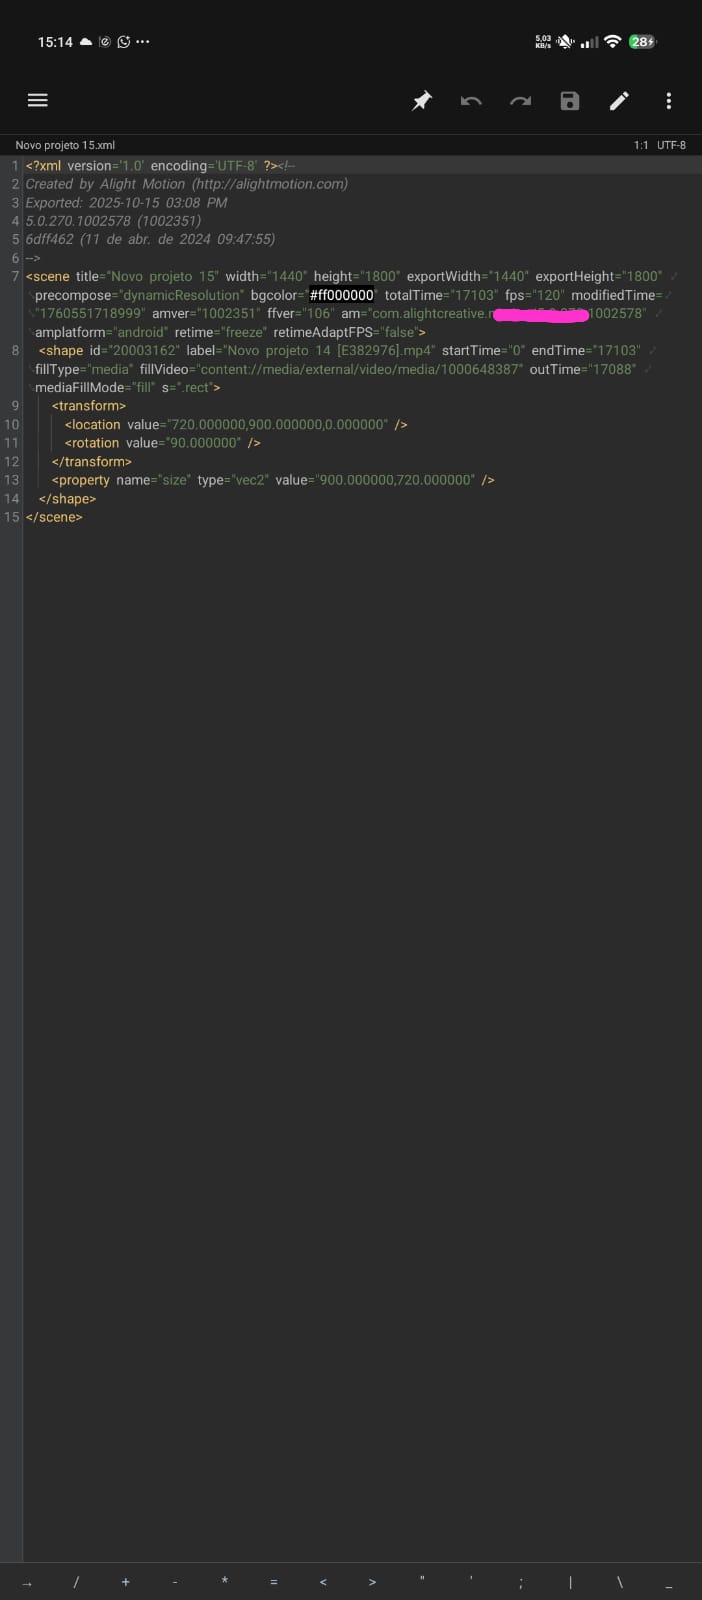 15:14
5,03
KB/s
28
Novo projeto 15.xml
1:1 UTF-8
1 <?xml version='1.0' encoding='UTF-8' ?><!--
2 Created by Alight Motion (http://alightmotion.com)
3 Exported: 2025-10-15 03:08 PM
4 5.0.270.1002578 (1002351)
5 6dff462 (11 de abr. de 2024 09:47:55)
6 -->
7 <scene title="Novo projeto 15" width="1440" height="1800" exportWidth="1440" exportHeight="1800"
precompose="dynamicResolution" bgcolor="#ff000000" totalTime="17103" fps="120" modifiedTime=
"1760551718999" amver="1002351" ffver="106" am="com.alightcreative. 1002578"
amplatform="android" retime="freeze" retimeAdaptFPS="false">
8 <shape id="20003162" label="Novo projeto 14 [E382976].mp4" startTime="0" endTime="17103"
fillType="media" fillVideo="content://media/external/video/media/1000648387" outTime="17088"
mediaFillMode="fill" s=".rect">
9 <transform>
10 <location value="720.000000,900.000000,0.000000" />
11 <rotation value="90.000000" />
12 </transform>
13 <property name="size" type="vec2" value="900.000000,720.000000" />
14 </shape>
15 </scene>
→ / + - * = < > " ' ; | \ _